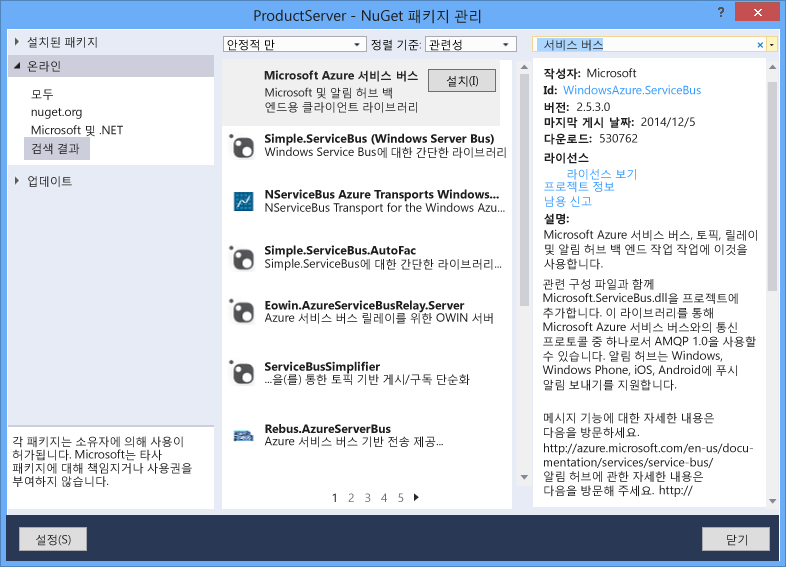 ProductServer - NuGet 패키지 관리
설치된 패키지
온라인
모두
nuget.org
Microsoft 및 .NET
검색 결과
업데이트
각 패키지는 소유자에 의해 사용이
허가됩니다. Microsoft는 타사
패키지에 대해 책임지거나 사용권을
부여하지 않습니다.
안정적 만 정렬 기준: 관련성
Microsoft Azure 서비스 버스
설치(I)
Microsoft 및 알림 허브 백
엔드용 클라이언트 라이브러리
Simple.ServiceBus (Windows Server Bus)
Windows Service Bus에 대한 간단한 라이브러리
NServiceBus Azure Transports Windows...
NServiceBus Transport for the Windows Azu...
Simple.ServiceBus.AutoFac
Simple.ServiceBus에 대한 간단한 라이브러리...
Eowin.AzureServiceBusRelay.Server
Azure 서비스 버스 릴레이를 위한 OWIN 서버
ServiceBusSimplifier
...을(를) 통한 토픽 기반 게시/구독 단순화
Rebus.AzureServerBus
Azure 서비스 버스 기반 전송 제공...
1 2 3 4 5
서비스 버스
작성자: Microsoft
Id: WindowsAzure.ServiceBus
버전: 2.5.3.0
마지막 게시 날짜: 2014/12/5
다운로드: 530762
라이선스
라이선스 보기
프로젝트 정보
남용 신고
설명:
Microsoft Azure 서비스 버스, 토픽, 릴레이
및 알림 허브 백 엔드 작업 작업에 이것을
사용합니다.
관련 구성 파일과 함께
Microsoft.ServiceBus.dll을 프로젝트에
추가합니다. 이 라이브러리를 통해
Microsoft Azure 서비스 버스와의 통신
프로토콜 중 하나로서 AMQP 1.0을 사용할
수 있습니다. 알림 허브는 Windows,
Windows Phone, iOS, Android에 푸시
알림 보내기를 지원합니다.
메시지 기능에 대한 자세한 내용은
다음을 방문하세요.
http://azure.microsoft.com/en-us/docu-
mentation/services/service-bus/
알림 허브에 관한 자세한 내용은
다음을 방문해 주세요. http://
설정(S)
닫기